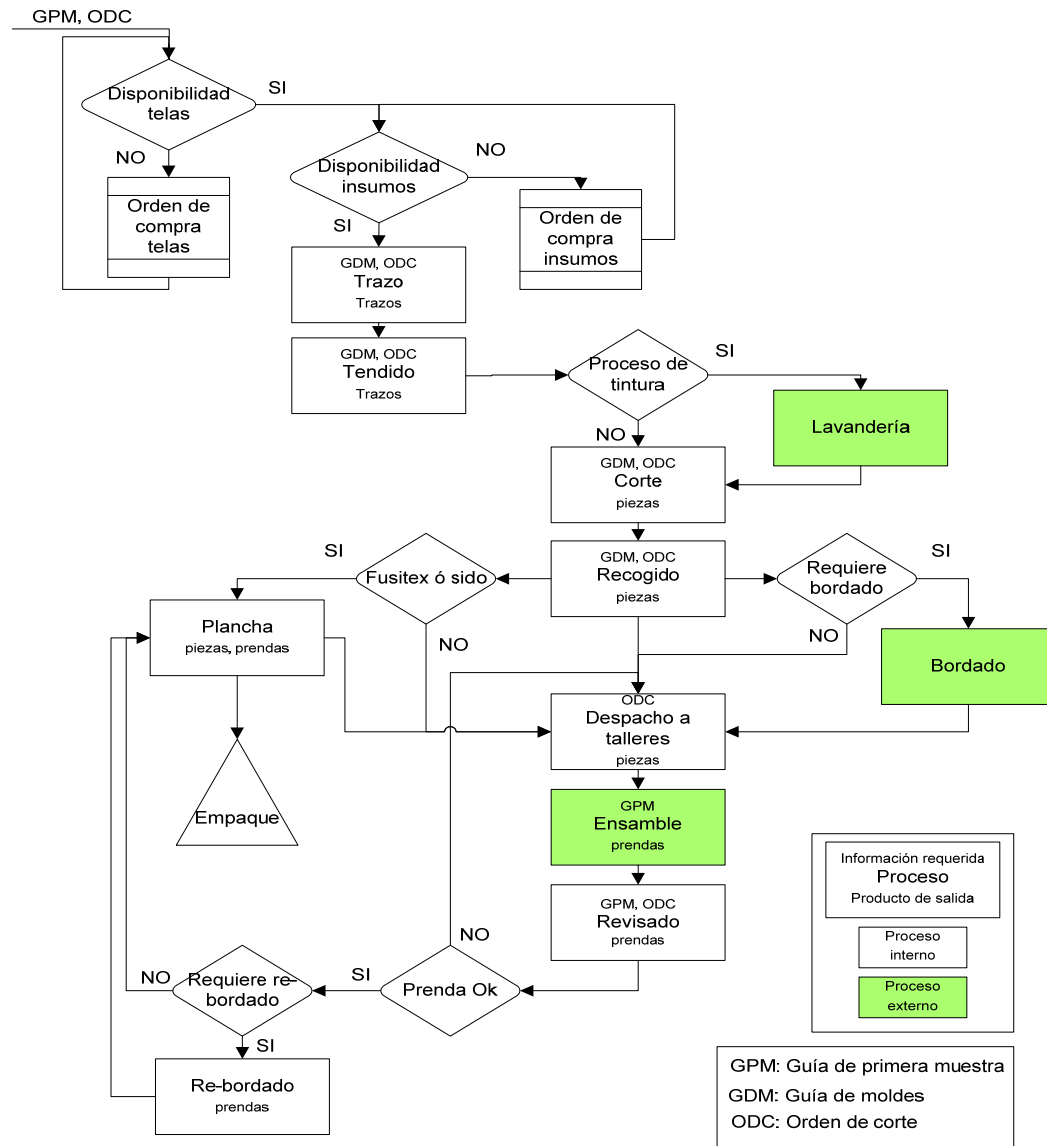 GPM, ODC
Disponibilidad
telas
SI
NO
Orden de
compra
telas
Disponibilidad
insumos
NO
SI
Orden de
compra
insumos
GDM, ODC
Trazo
Trazos
GDM, ODC
Tendido
Trazos
Proceso de
tintura
SI
NO
Lavandería
GDM, ODC
Corte
piezas
GDM, ODC
Recogido
piezas
SI
Fusitex ó sido
NO
Requiere
bordado
SI
NO
Plancha
piezas, prendas
Bordado
ODC
Despacho a
talleres
piezas
Empaque
GPM
Ensamble
prendas
GPM, ODC
Revisado
prendas
NO
Prenda Ok
SI
Requiere re-
bordado
NO
SI
Re-bordado
prendas
Información requerida
Proceso
Producto de salida
Proceso
interno
Proceso
externo
GPM: Guía de primera muestra
GDM: Guía de moldes
ODC: Orden de corte